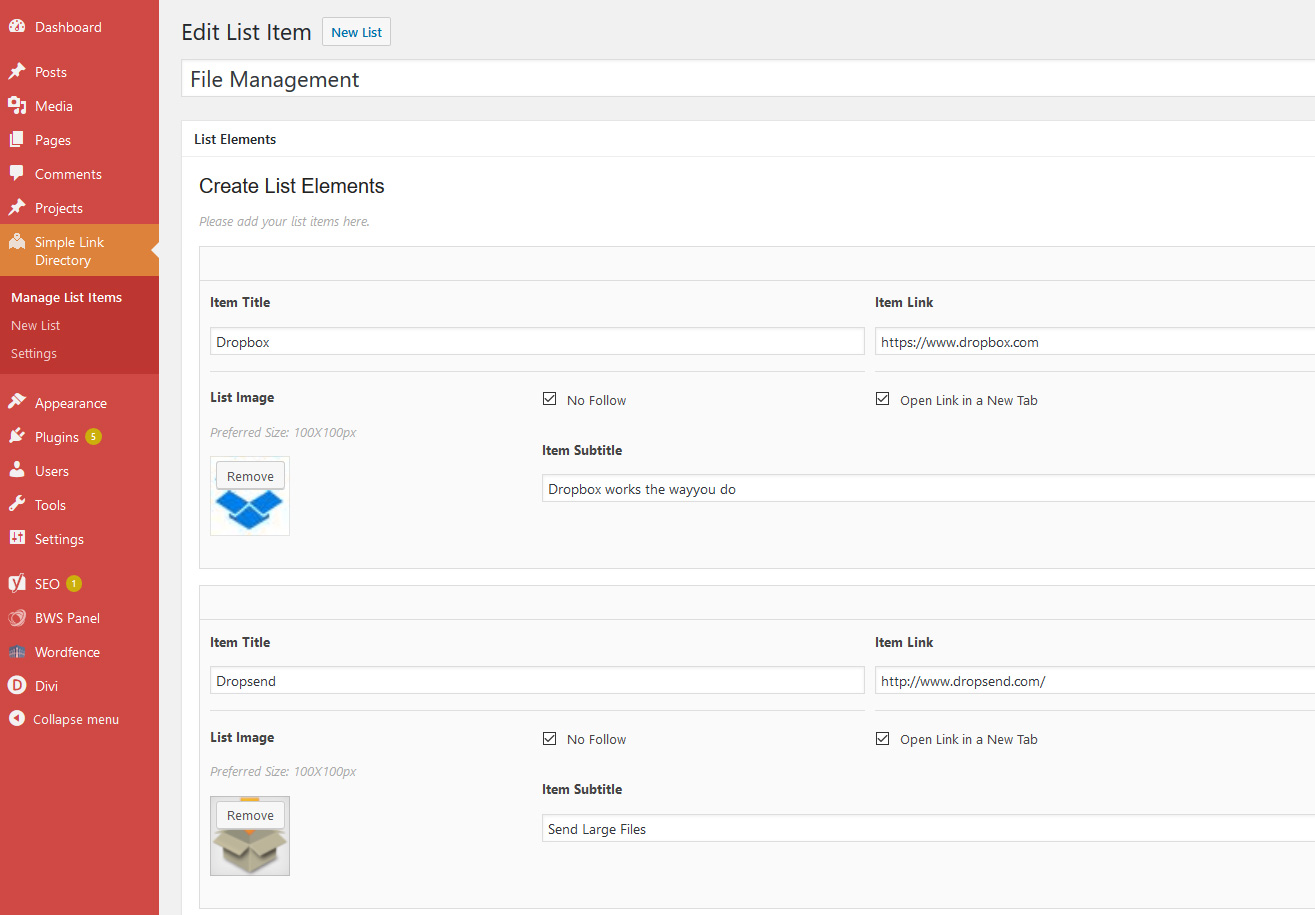 Dashboard
Posts
Media
Pages
Comments
Projects
Simple Link
Directory
Manage List Items
New List
Settings
Appearance
Plugins 5
Users
Tools
Settings
SEO 1
BWS Panel
Wordfence
D Divi
Collapse menu
Edit List Item New List
File Management
List Elements
Create List Elements
Please add your list items here.
Item Title Item Link
Dropbox https://www.dropbox.com
List Image No Follow Open Link in a New Tab
Preferred Size: 100X100px
Item Subtitle
Remove
Dropbox works the wayyou do
Item Title Item Link
Dropsend http://www.dropsend.com/
List Image No Follow Open Link in a New Tab
Preferred Size: 100X100px
Item Subtitle
Remove
Send Large Files